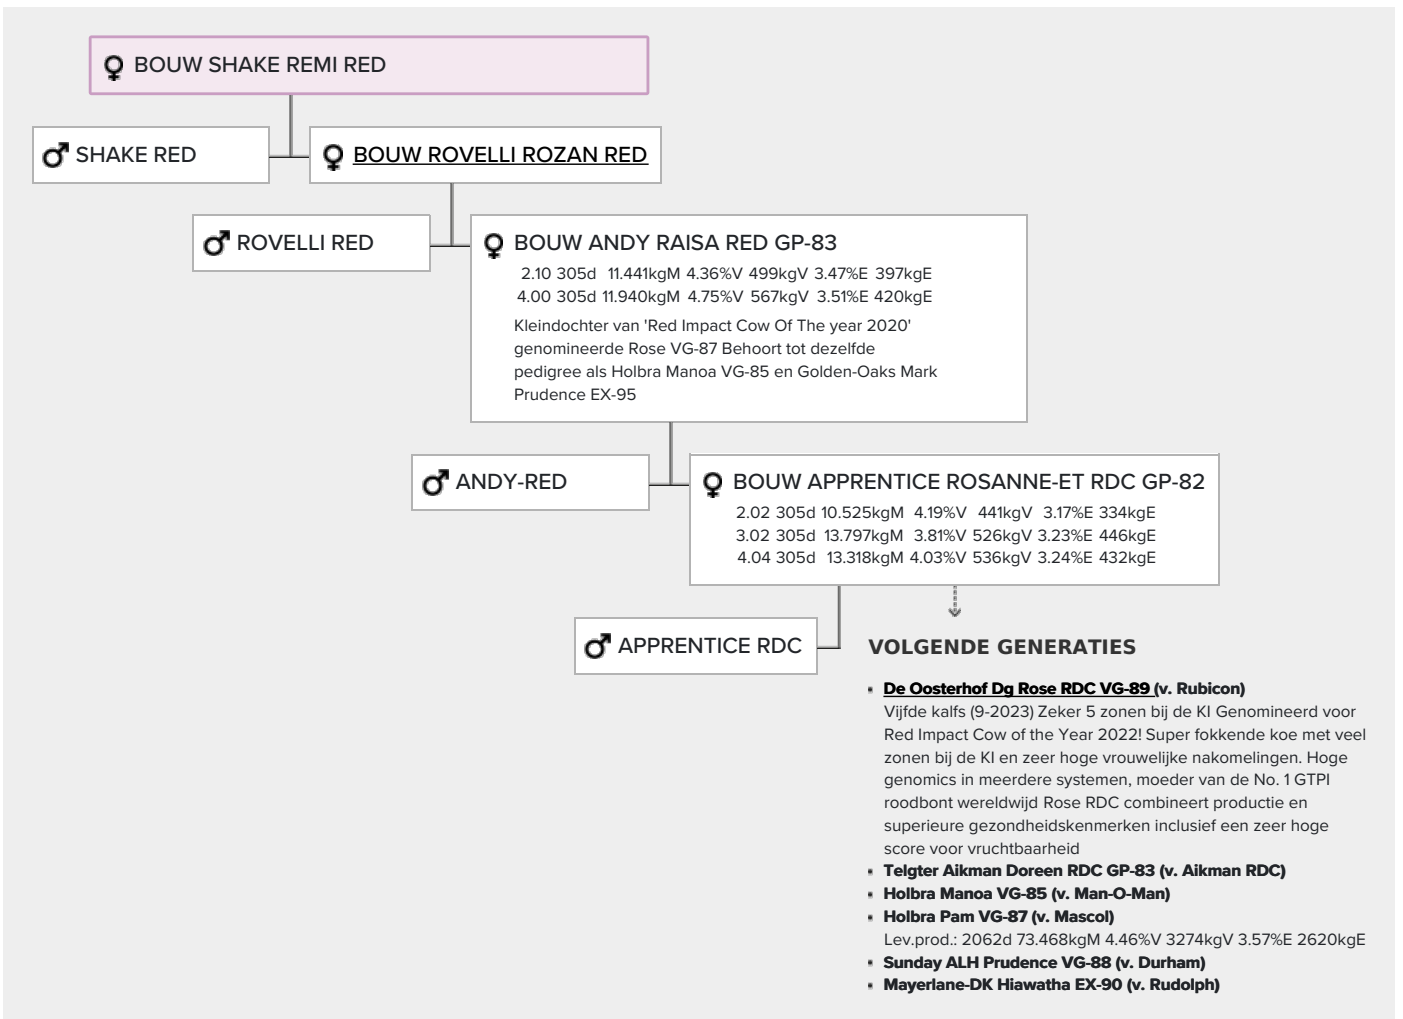 BOUW SHAKE REMI RED
SHAKE RED
BOUW ROVELLI ROZAN RED
ROVELLI RED
BOUW ANDY RAISA RED GP-83
2.10 305d 11.441kgM 4.36%V 499kgV 3.47%E 397kgE
4.00 305d 11.940kgM 4.75%V 567kgV 3.51%E 420kgE
Kleindochter van 'Red Impact Cow Of The year 2020'
genomineerde Rose VG-87 Behoort tot dezelfde
pedigree als Holbra Manoa VG-85 en Golden-Oaks Mark
Prudence EX-95
ANDY-RED
BOUW APPRENTICE ROSANNE-ET RDC GP-82
2.02 305d 10.525kgM 4.19%V 441kgV 3.17%E 334kgE
3.02 305d 13.797kgM 3.81%V 526kgV 3.23%E 446kgE
4.04 305d 13.318kgM 4.03%V 536kgV 3.24%E 432kgE
APPRENTICE RDC
VOLGENDE GENERATIES
De Oosterhof Dg Rose RDC VG-89 (v. Rubicon)
Vijfde kalfs (9-2023) Zeker 5 zonen bij de KI Genomineerd voor
Red Impact Cow of the Year 2022! Super fokkende koe met veel
zonen bij de KI en zeer hoge vrouwelijke nakomelingen. Hoge
genomics in meerdere systemen, moeder van de No. 1 GTPI
roodbont wereldwijd Rose RDC combineert productie en
superieure gezondheidskenmerken inclusief een zeer hoge
score voor vruchtbaarheid
Telgter Aikman Doreen RDC GP-83 (v. Aikman RDC)
Holbra Manoa VG-85 (v. Man-O-Man)
Holbra Pam VG-87 (v. Mascol)
Lev.prod.: 2062d 73.468kgM 4.46%V 3274kgV 3.57%E 2620kgE
Sunday ALH Prudence VG-88 (v. Durham)
Mayerlane-DK Hiawatha EX-90 (v. Rudolph)